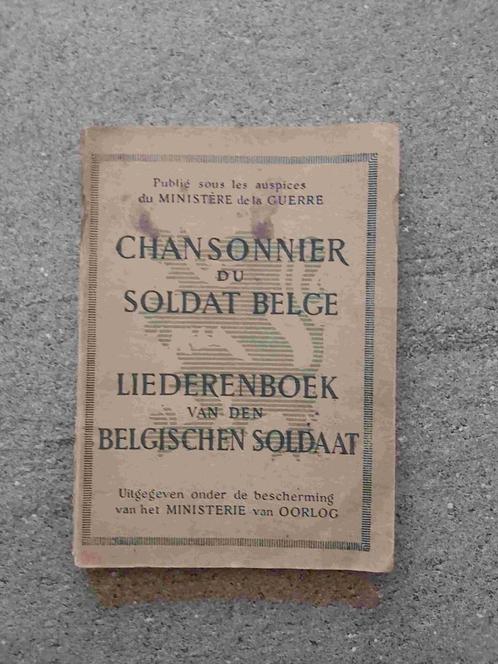 Publié sous les auspices
du MINISTÈRE de la GUERRE
CHANSONNIER
DU
SOLDAT BELGE
LIEDERENBOEK
VAN DEN
BELGISCHEN SOLDAAT
Uitgegeven onder de bescherming
van het MINISTERIE van OORLOG